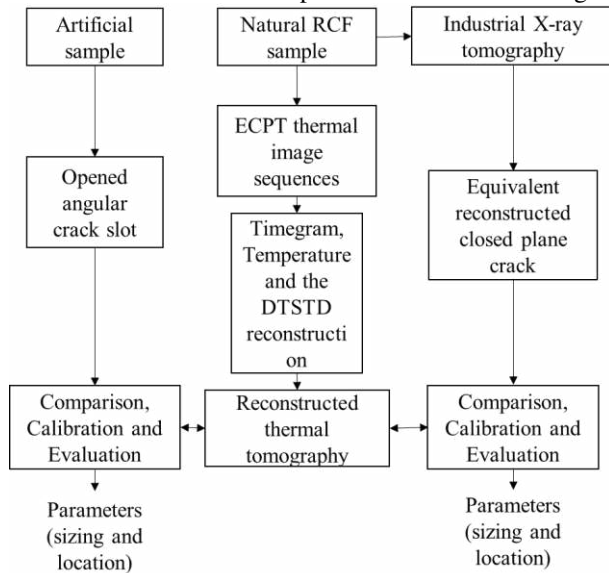 Artificial
sample
Natural RCF
sample
Industrial X-ray
tomography
ECPT thermal
image
sequences
Opened
angular
crack slot
Equivalent
reconstructed
closed plane
crack
Timegram,
Temperature
and the
DTSTD
reconstructi
on
Comparison,
Calibration and
Evaluation
Reconstructed
thermal
tomography
Comparison,
Calibration and
Evaluation
Parameters
(sizing and
location)
Parameters
(sizing and
location)